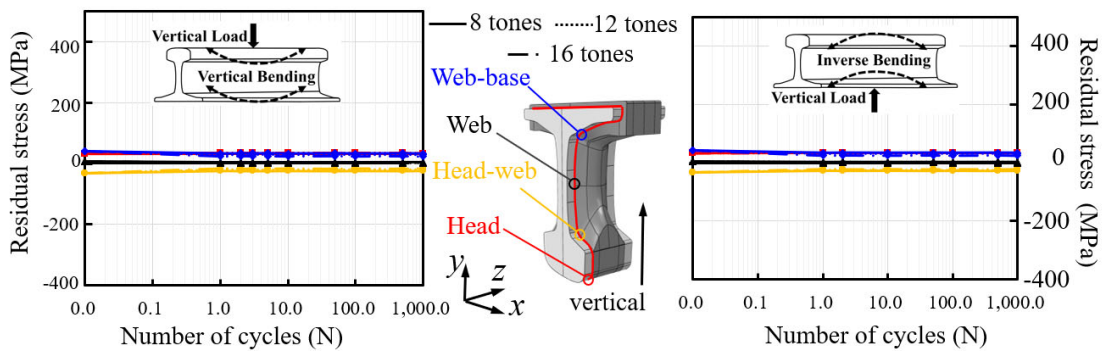 Residual stress (MPa)
400
200
0
-200
-400
Vertical Load
Vertical Bending
0.0 0.1 1.0 10.0 100.0 1,000.0
Number of cycles (N)
8 tones 12 tones
16 tones
Web-base
Web
Head-web
Head
y
z
x
vertical
Inverse Bending
Vertical Load
400
200
0
-200
-400
Residual stress (MPa)
0.0 0.1 1.0 10.0 100.0 1,000.0
Number of cycles (N)